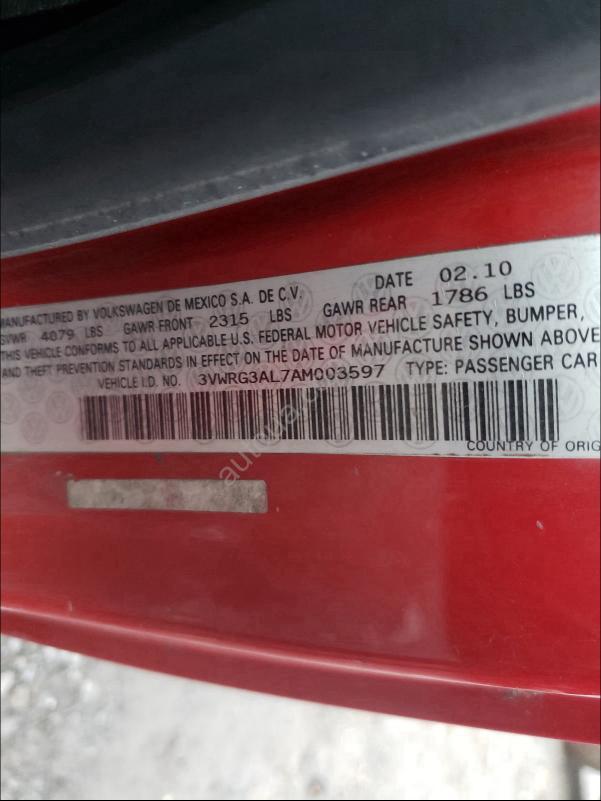 MANUFACTURED BY VOLKSWAGEN DE MEXICO S.A. DE C.V. DATE 02.10
GVWR 4079 LBS GAWR FRONT 2315 LBS GAWR REAR 1786 LBS
THIS VEHICLE CONFORMS TO ALL APPLICABLE U.S. FEDERAL MOTOR VEHICLE SAFETY, BUMPER,
AND THEFT PREVENTION STANDARDS IN EFFECT ON THE DATE OF MANUFACTURE SHOWN ABOVE
VEHICLE I.D. NO. 3VWRG3AL7AM003597 TYPE: PASSENGER CAR
COUNTRY OF ORIG